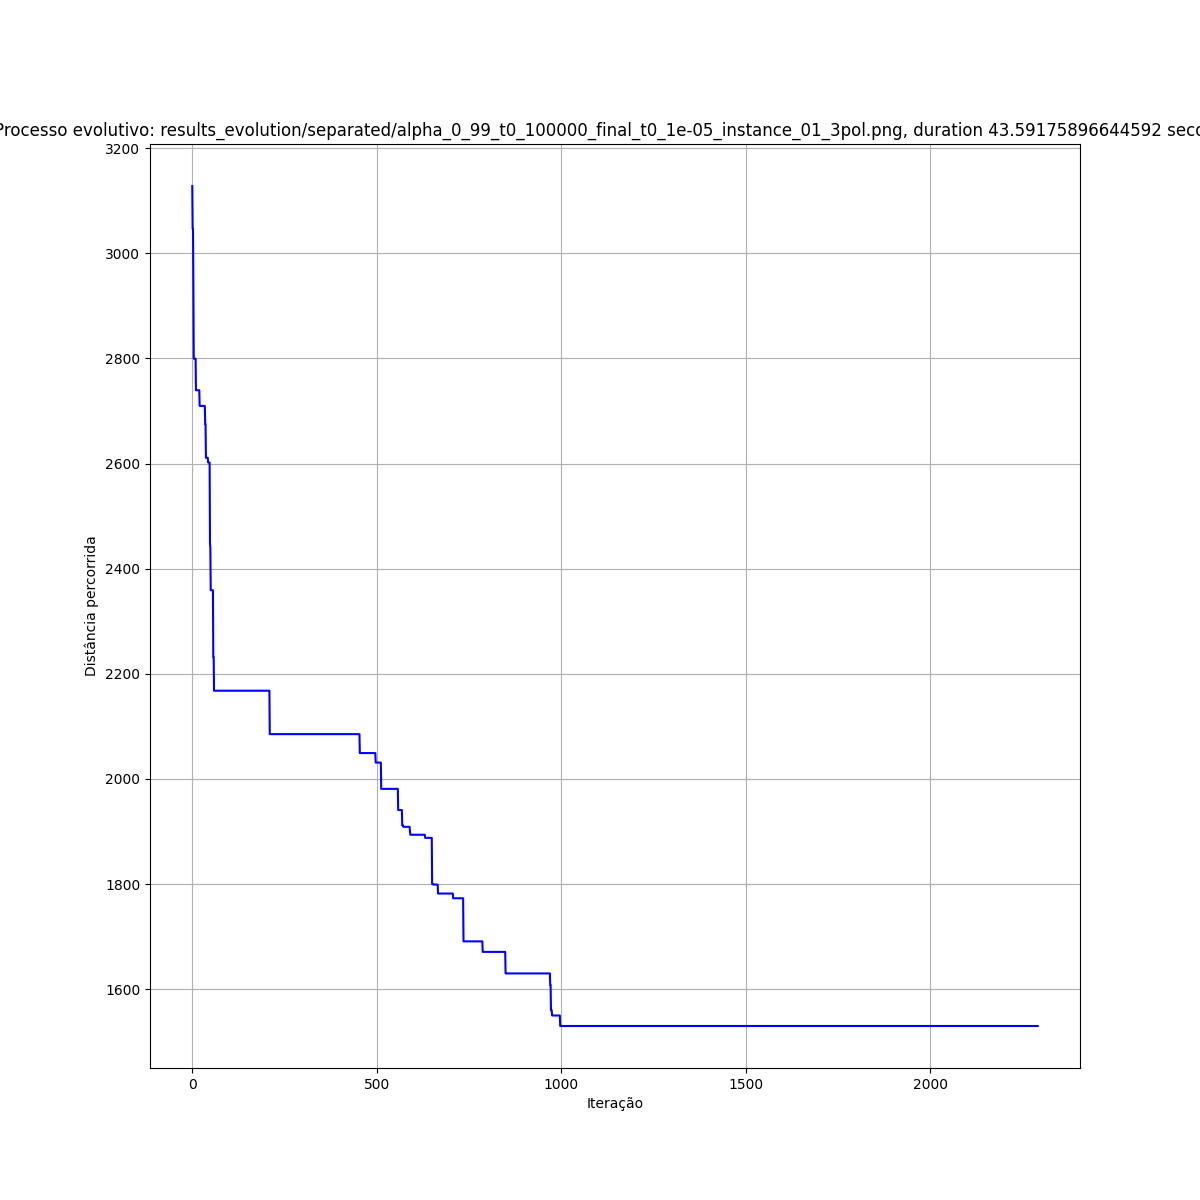 Processo evolutivo: results_evolution/separated/alpha_0_99_t0_100000_final_t0_1e-05_instance_01_3pol.png, duration 43.59175896644592 seco
3200
3000
2800
2600
2400
2200
2000
1800
1600
Distância percorrida
0 500 1000 1500 2000
Iteração